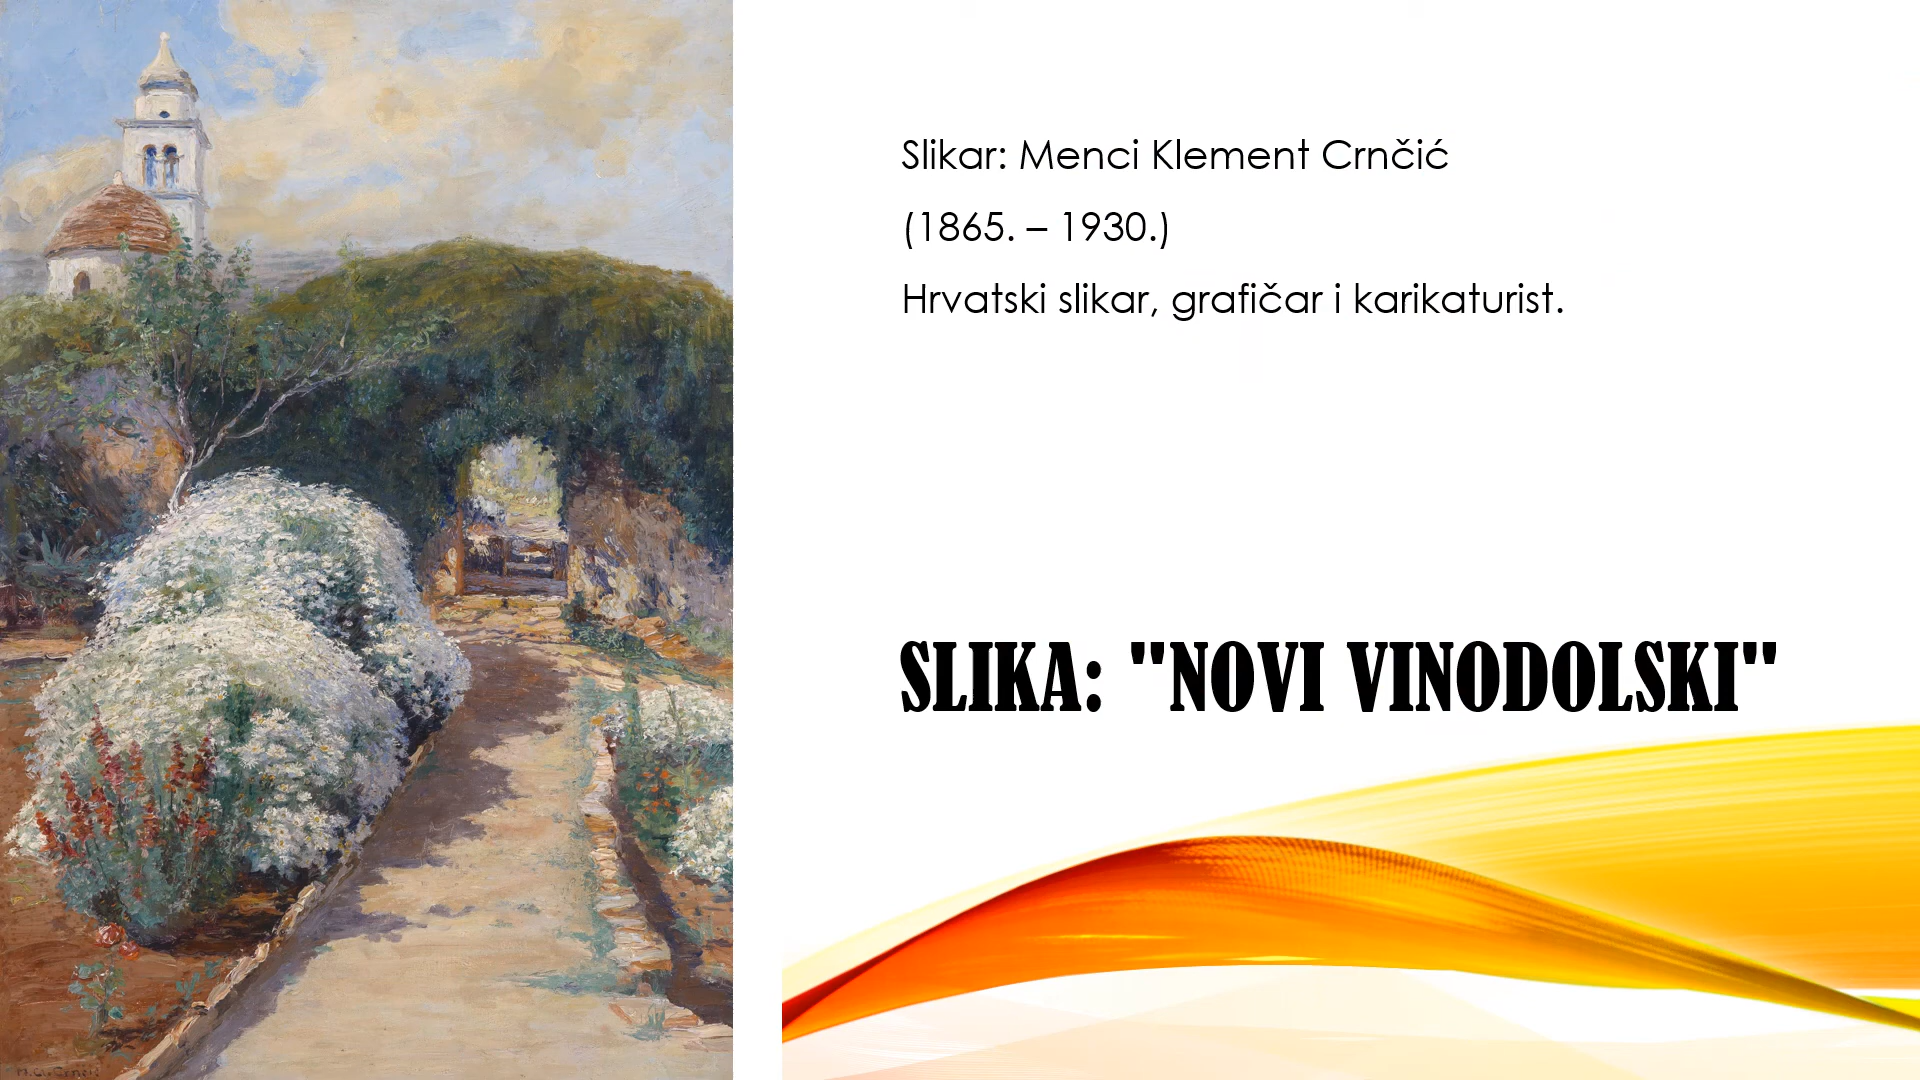 Slikar: Menci Klement Crnčić
(1865. – 1930.)
Hrvatski slikar, grafičar i karikaturist.
SLIKA: "NOVI VINODOLSKI"